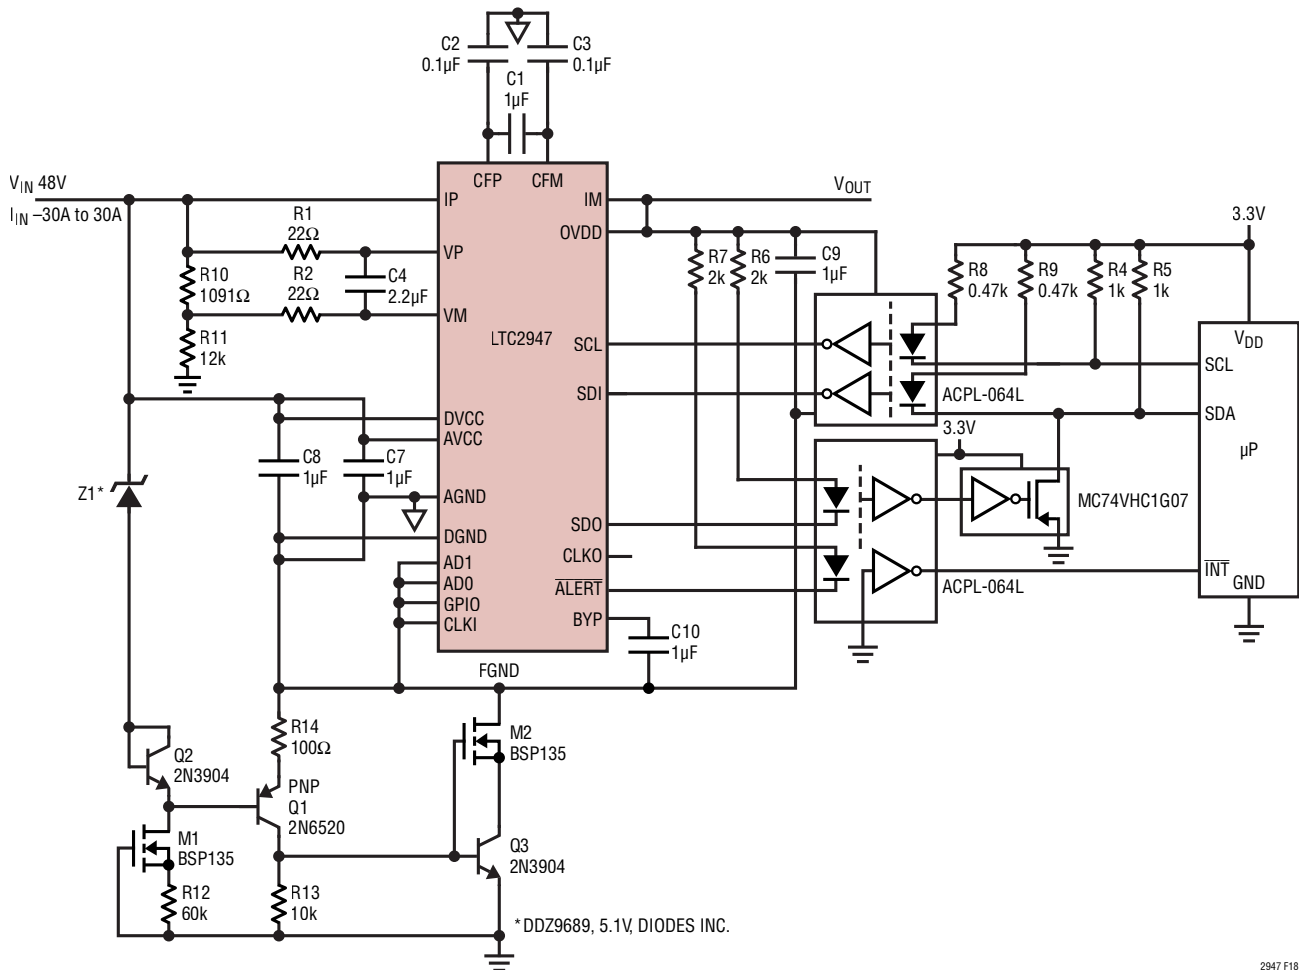 C2
0.1µF
C3
0.1µF
C1
1µF
CFP
CFM
VIN 48V
IIN –30A to 30A
IP
IM
VOUT
OVDD
R1
22Ω
VP
R2
22Ω
C4
2.2µF
VM
R10
1091Ω
R11
12k
LTC2947
R7
2k
R6
2k
C9
1µF
3.3V
R8
0.47k
R9
0.47k
R4
1k
R5
1k
VDD
SCL
SCL
SDI
ACPL-064L
SDA
µP
DVCC
AVCC
C8
1µF
C7
1µF
Z1*
AGND
DGND
AD1
AD0
GPIO
CLKI
3.3V
MC74VHC1G07
SDO
CLKO
ALERT
BYP
INT
GND
ACPL-064L
C10
1µF
FGND
R14
100Ω
M2
BSP135
Q2
2N3904
PNP
Q1
2N6520
M1
BSP135
Q3
2N3904
R12
60k
R13
10k
*DDZ9689, 5.1V, DIODES INC.
2947 F18